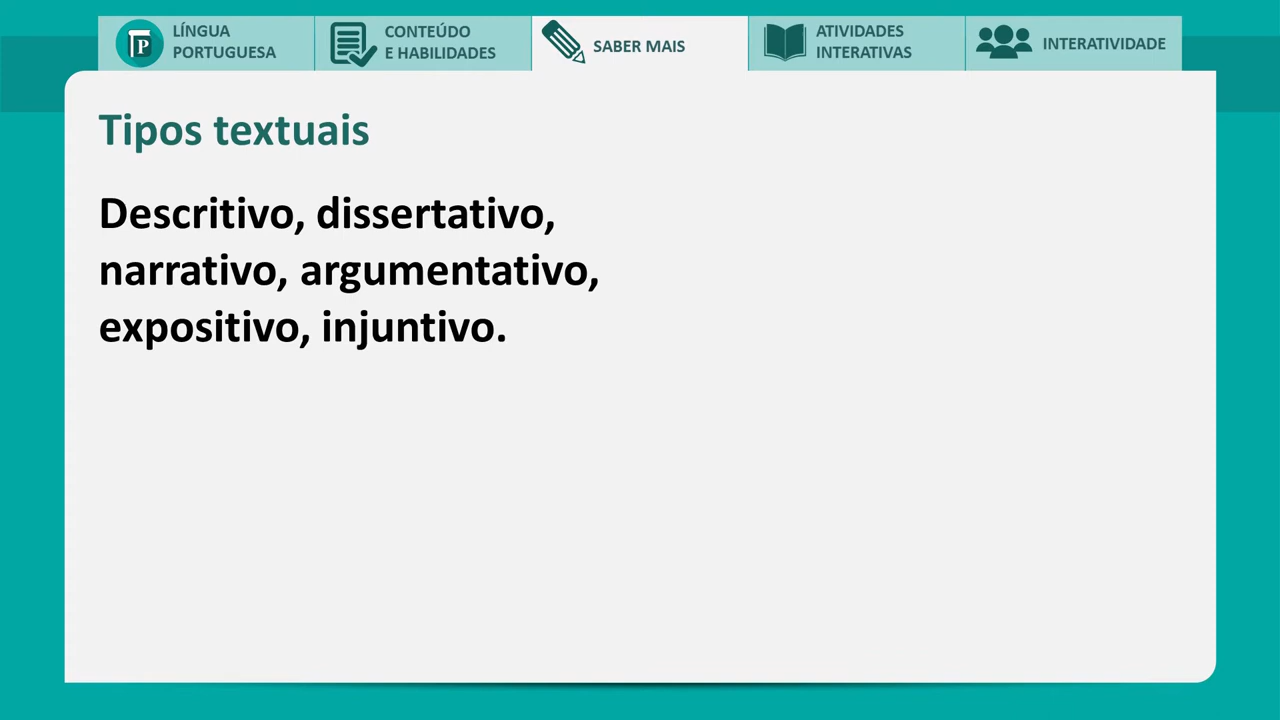 LÍNGUA
PORTUGUESA
CONTEÚDO
E HABILIDADES
SABER MAIS
ATIVIDADES
INTERATIVAS
INTERATIVIDADE
Tipos textuais
Descritivo, dissertativo,
narrativo, argumentativo,
expositivo, injuntivo.